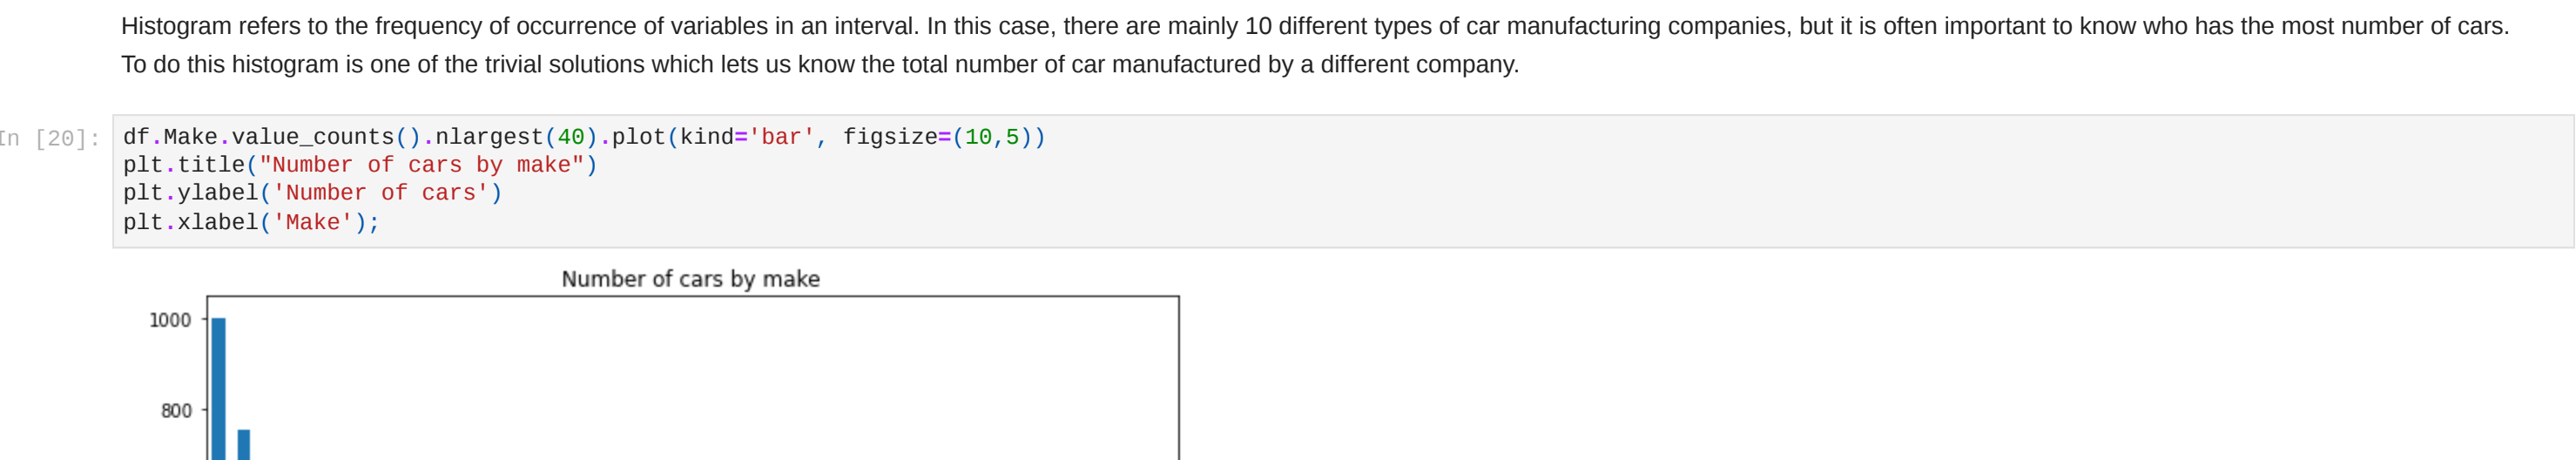 Histogram refers to the frequency of occurrence of variables in an interval. In this case, there are mainly 10 different types of car manufacturing companies, but it is often important to know who has the most number of cars.
To do this histogram is one of the trivial solutions which lets us know the total number of car manufactured by a different company.
In [20]:
df.Make.value_counts().nlargest(40).plot(kind='bar', figsize=(10,5))
plt.title("Number of cars by make")
plt.ylabel('Number of cars')
plt.xlabel('Make');
Number of cars by make
1000
800